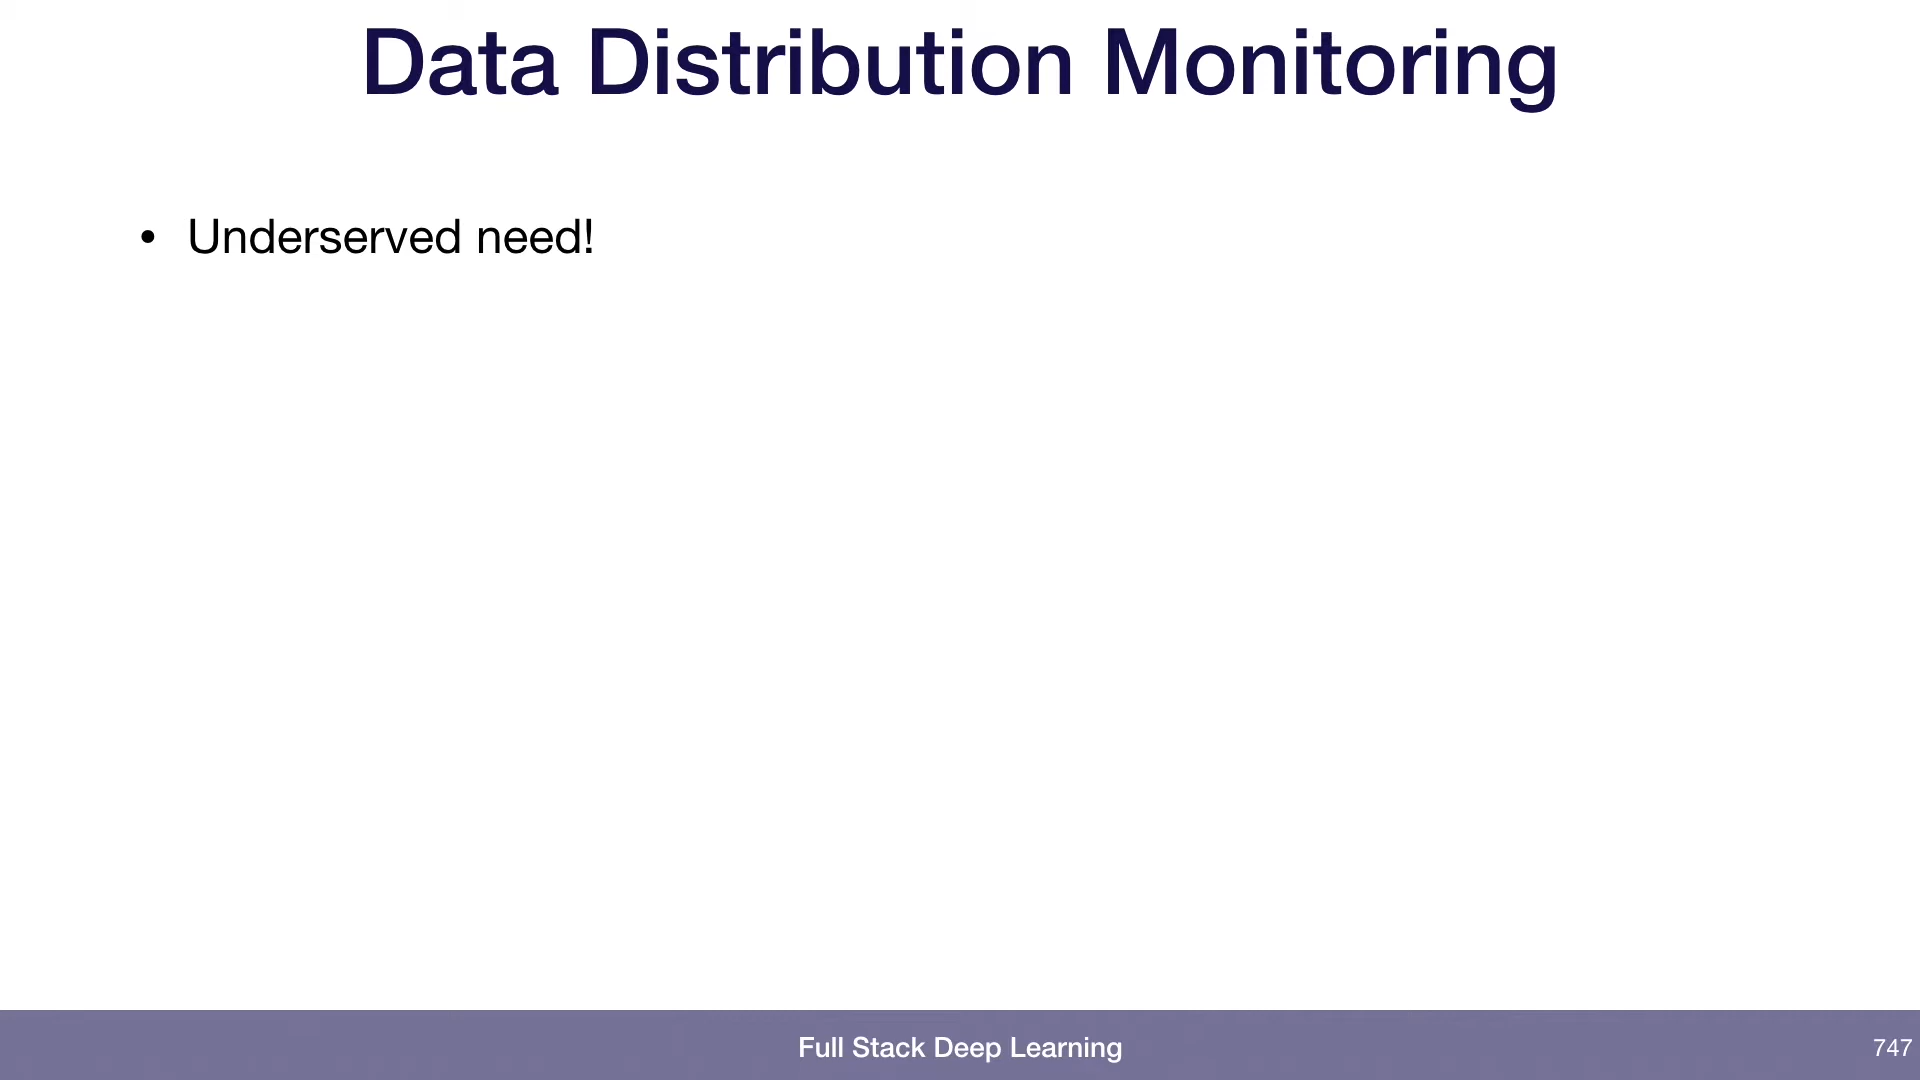 Data Distribution Monitoring
• Underserved need!
Full Stack Deep Learning
747